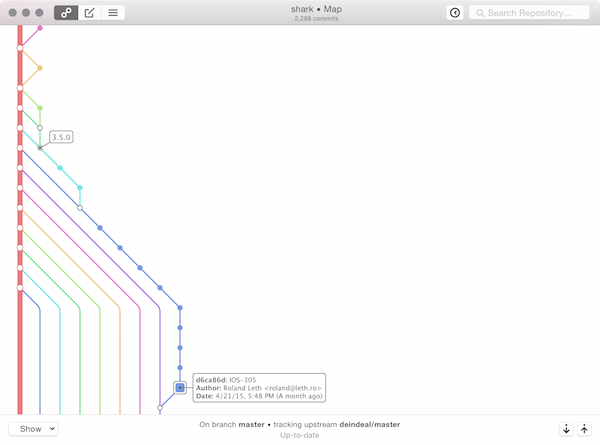 shark • Map
2,288 commits
Search Repository…
3.5.0
d6ca86d: IOS-305
Author: Roland Leth <roland@leth.ro>
Date: 4/21/15, 5:48 PM (A month ago)
Show
On branch master • tracking upstream deindeal/master
Up-to-date